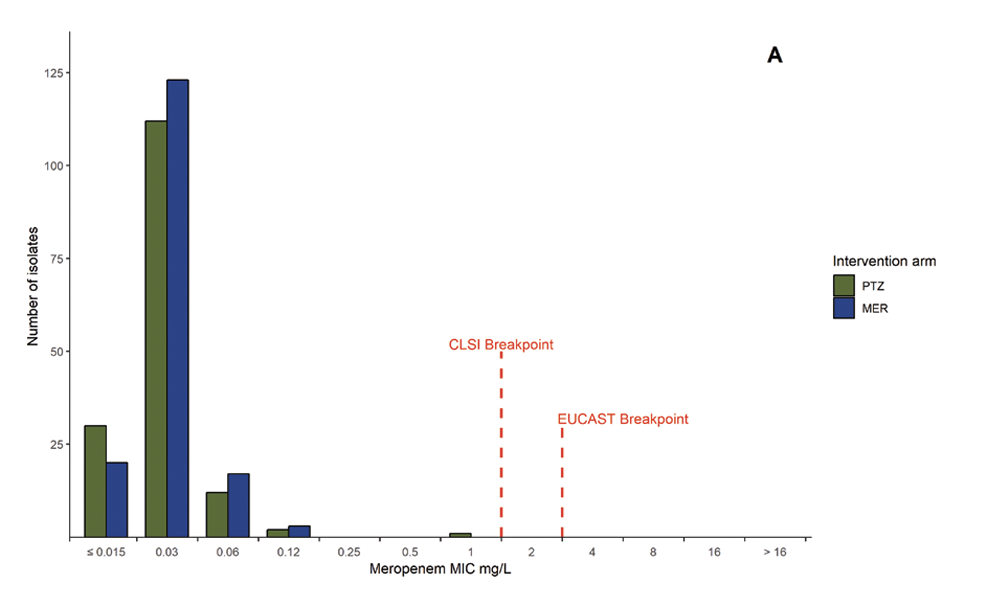 A
125
100
75
50
25
Number of isolates
CLSI Breakpoint
EUCAST Breakpoint
≤ 0.015 0.03 0.06 0.12 0.25 0.5 1 2 4 8 16 > 16
Meropenem MIC mg/L
Intervention arm
PTZ
MER